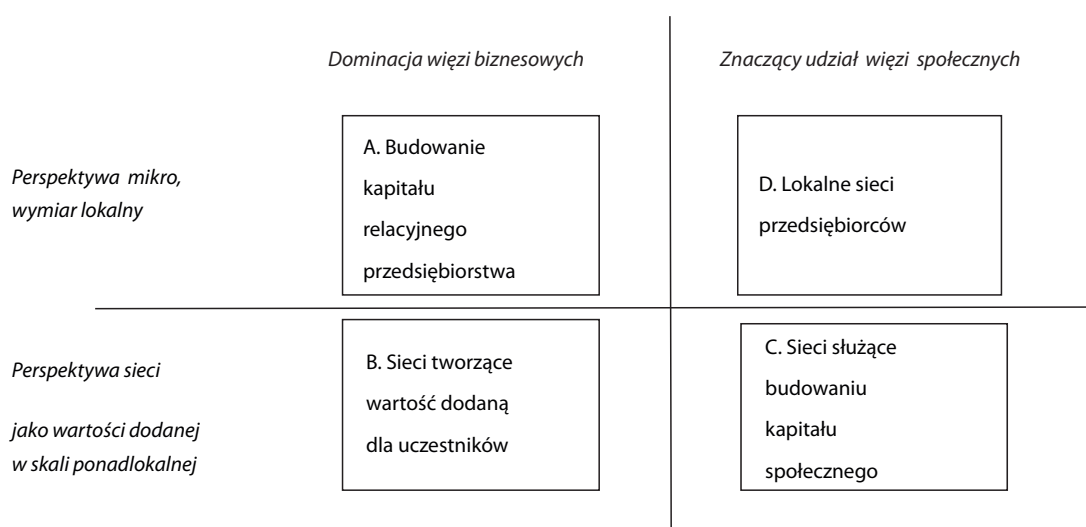 Dominacja więzi biznesowych
Znaczący udział więzi społecznych
Perspektywa mikro,
wymiar lokalny
A. Budowanie
kapitału
relacyjnego
przedsiębiorstwa
D. Lokalne sieci
przedsiębiorców
Perspektywa sieci
jako wartości dodanej
w skali ponadlokalnej
B. Sieci tworzące
wartość dodaną
dla uczestników
C. Sieci służące
budowaniu
kapitału
społecznego